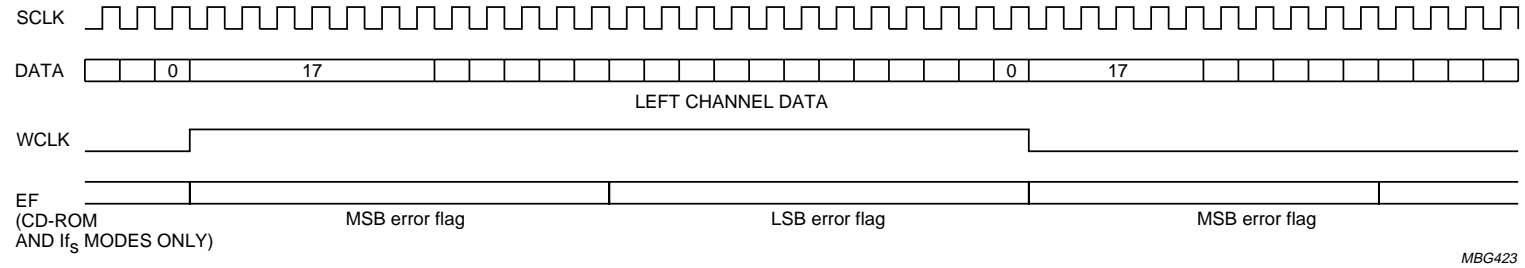 SCLK
DATA 0 17 0 17
LEFT CHANNEL DATA
WCLK
EF
(CD-ROM
AND Ifs MODES ONLY)
MSB error flag LSB error flag MSB error flag
MBG423